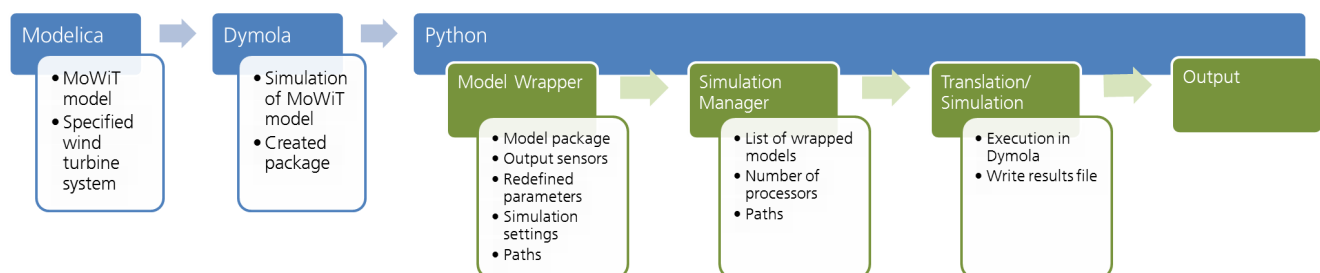 Modelica
• MoWiT
model
• Specified
wind
turbine
system
Dymola
• Simulation
of MoWiT
model
• Created
package
Python
Model Wrapper
• Model package
• Output sensors
• Redefined
parameters
• Simulation
settings
• Paths
Simulation
Manager
• List of wrapped
models
• Number of
processors
• Paths
Translation/
Simulation
• Execution in
Dymola
• Write results file
Output